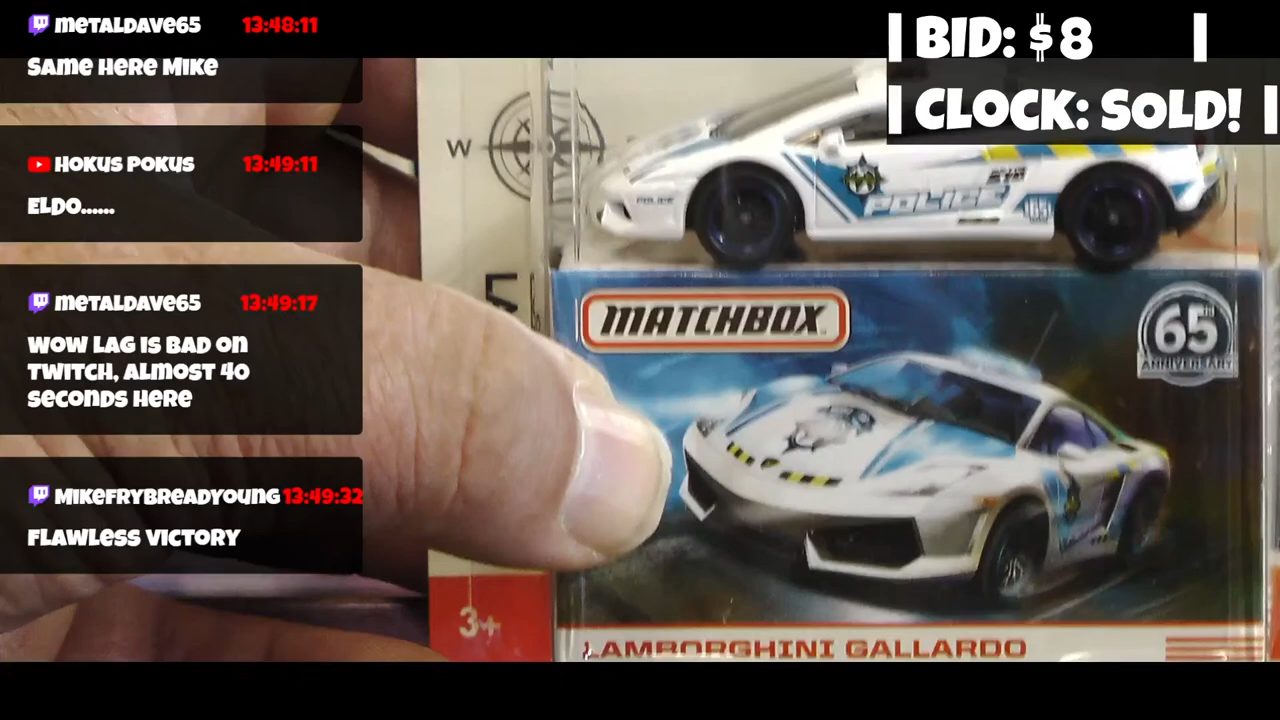 metaldave65 13:48:11
Same here Mike
Hokus Pokus 13:49:11
ELDO......
metaldave65 13:49:17
Wow lag is bad on
Twitch, almost 40
seconds here
MikeFryBreadYoung 13:49:32
Flawless victory
| BID: $8 |
| CLOCK: SOLD! |
W
POLICE
POLICE
65
MATCHBOX
65TH
ANNIVERSARY
3+
LAMBORGHINI GALLARDO